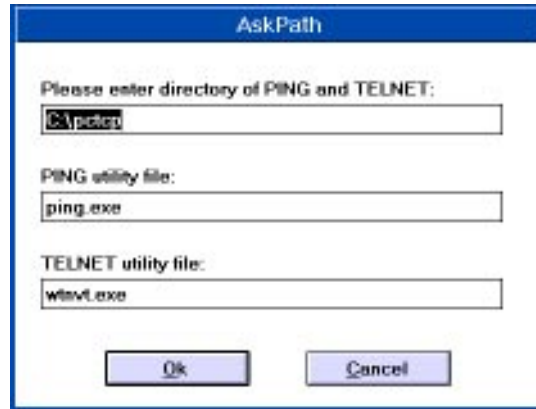 AskPath
Please enter directory of PING and TELNET:
C:\pctcp
PING utility file:
ping.exe
TELNET utility file:
wtnvt.exe
Ok
Cancel